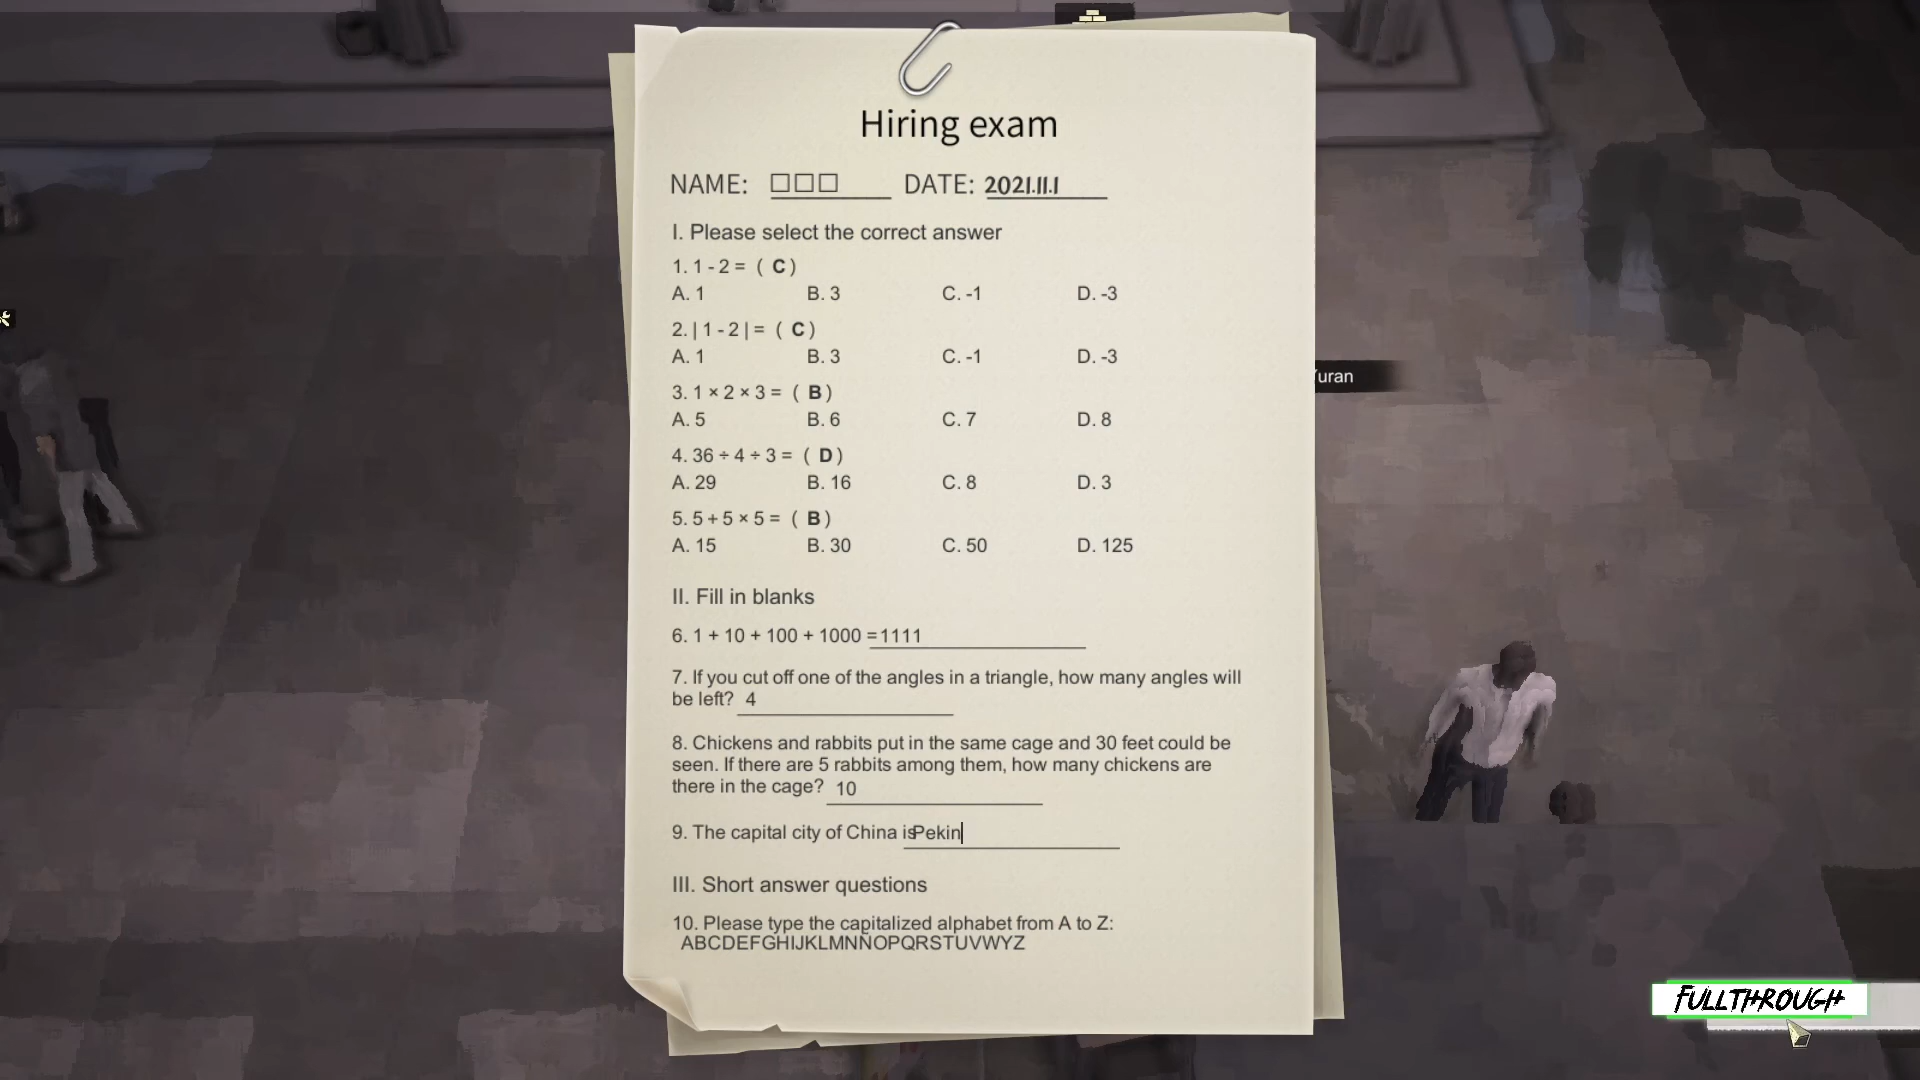 Hiring exam
NAME: □□□ DATE: 2021.11.1
I. Please select the correct answer
1. 1 - 2 = ( C )
A. 1 B. 3 C. -1 D. -3
2. | 1 - 2 | = ( C )
A. 1 B. 3 C. -1 D. -3
3. 1 × 2 × 3 = ( B )
A. 5 B. 6 C. 7 D. 8
4. 36 ÷ 4 ÷ 3 = ( D )
A. 29 B. 16 C. 8 D. 3
5. 5 + 5 × 5 = ( B )
A. 15 B. 30 C. 50 D. 125
II. Fill in blanks
6. 1 + 10 + 100 + 1000 = 1111
7. If you cut off one of the angles in a triangle, how many angles will
be left? 4
8. Chickens and rabbits put in the same cage and 30 feet could be
seen. If there are 5 rabbits among them, how many chickens are
there in the cage? 10
9. The capital city of China is Pekin
III. Short answer questions
10. Please type the capitalized alphabet from A to Z:
ABCDEFGHIJKLMNÑOPQRSTUVWYZ
FULLTHROUGH